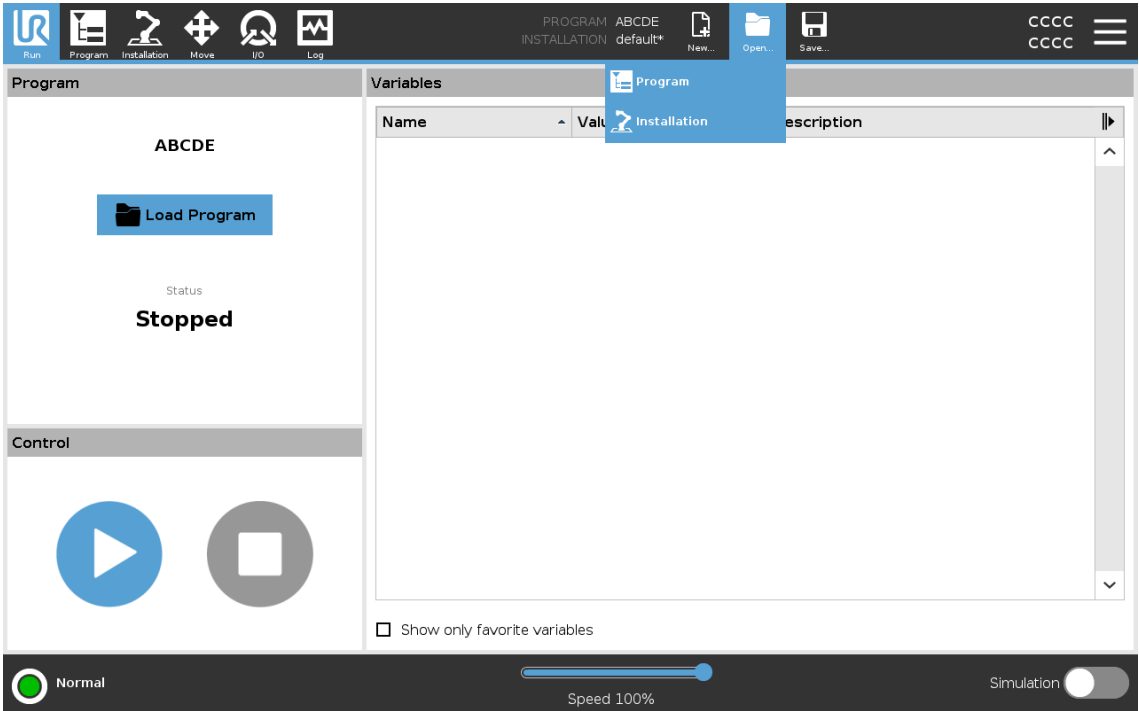 UR
Run
Program
Installation
Move
I/O
Log
PROGRAM ABCDE
INSTALLATION default*
New...
Open...
Save...
CCCC
CCCC
Program
Installation
Program
ABCDE
Load Program
Status
Stopped
Control
Variables
Name
Valu
escription
Show only favorite variables
Normal
Speed 100%
Simulation